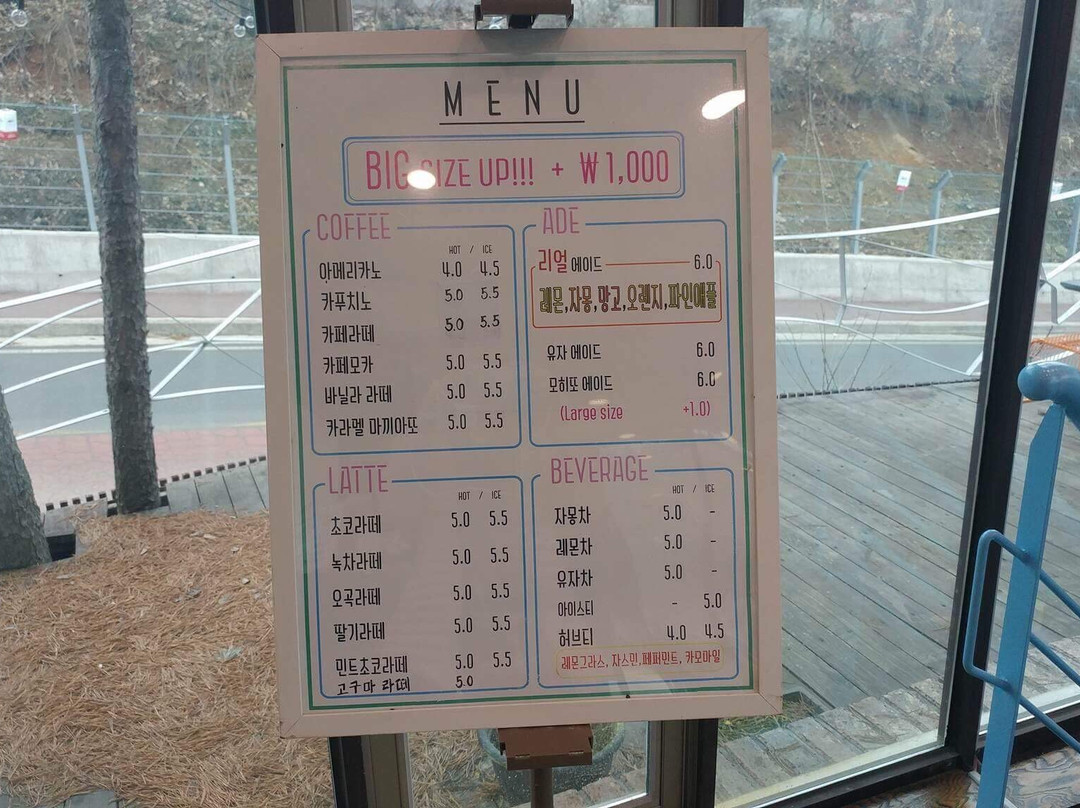 MENU
BIG SIZE UP!!! + ₩1,000
COFFEE
HOT / ICE
아메리카노 4.0 4.5
카푸치노 5.0 5.5
카페라떼 5.0 5.5
카페모카 5.0 5.5
바닐라 라떼 5.0 5.5
카라멜 마끼아또 5.0 5.5
ADE
리얼 에이드 6.0
레몬,자몽,망고,오렌지,파인애플
유자 에이드 6.0
모히또 에이드 6.0
(Large size +1.0)
LATTE
HOT / ICE
초코라떼 5.0 5.5
녹차라떼 5.0 5.5
오곡라떼 5.0 5.5
딸기라떼 5.0 5.5
민트초코라떼 5.0 5.5
고구마 라떼 5.0
BEVERAGE
HOT / ICE
자몽차 5.0 -
레몬차 5.0 -
유자차 5.0 -
아이스티 - 5.0
허브티 4.0 4.5
레몬그라스, 자스민, 페퍼민트, 카모마일